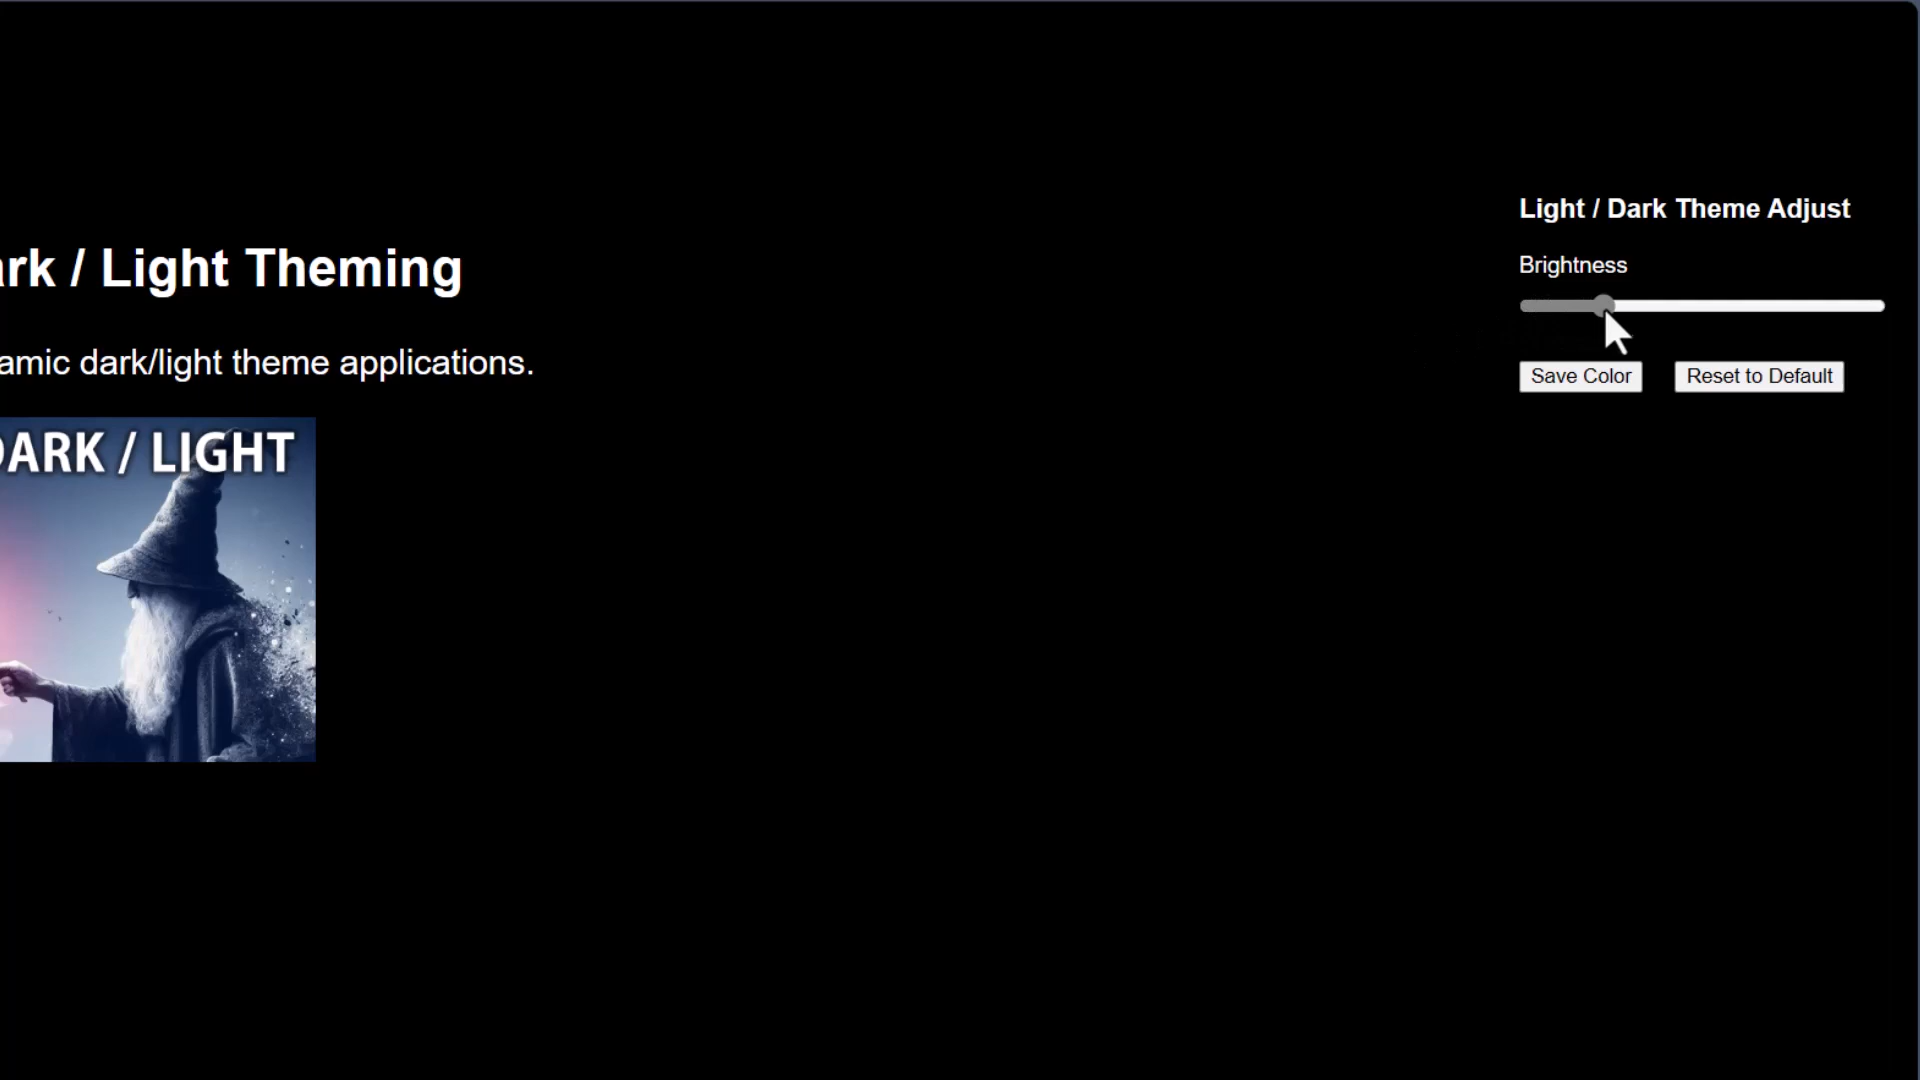 Light / Dark Theme Adjust
ark / Light Theming
Brightness
amic dark/light theme applications.
Save Color
Reset to Default
DARK / LIGHT